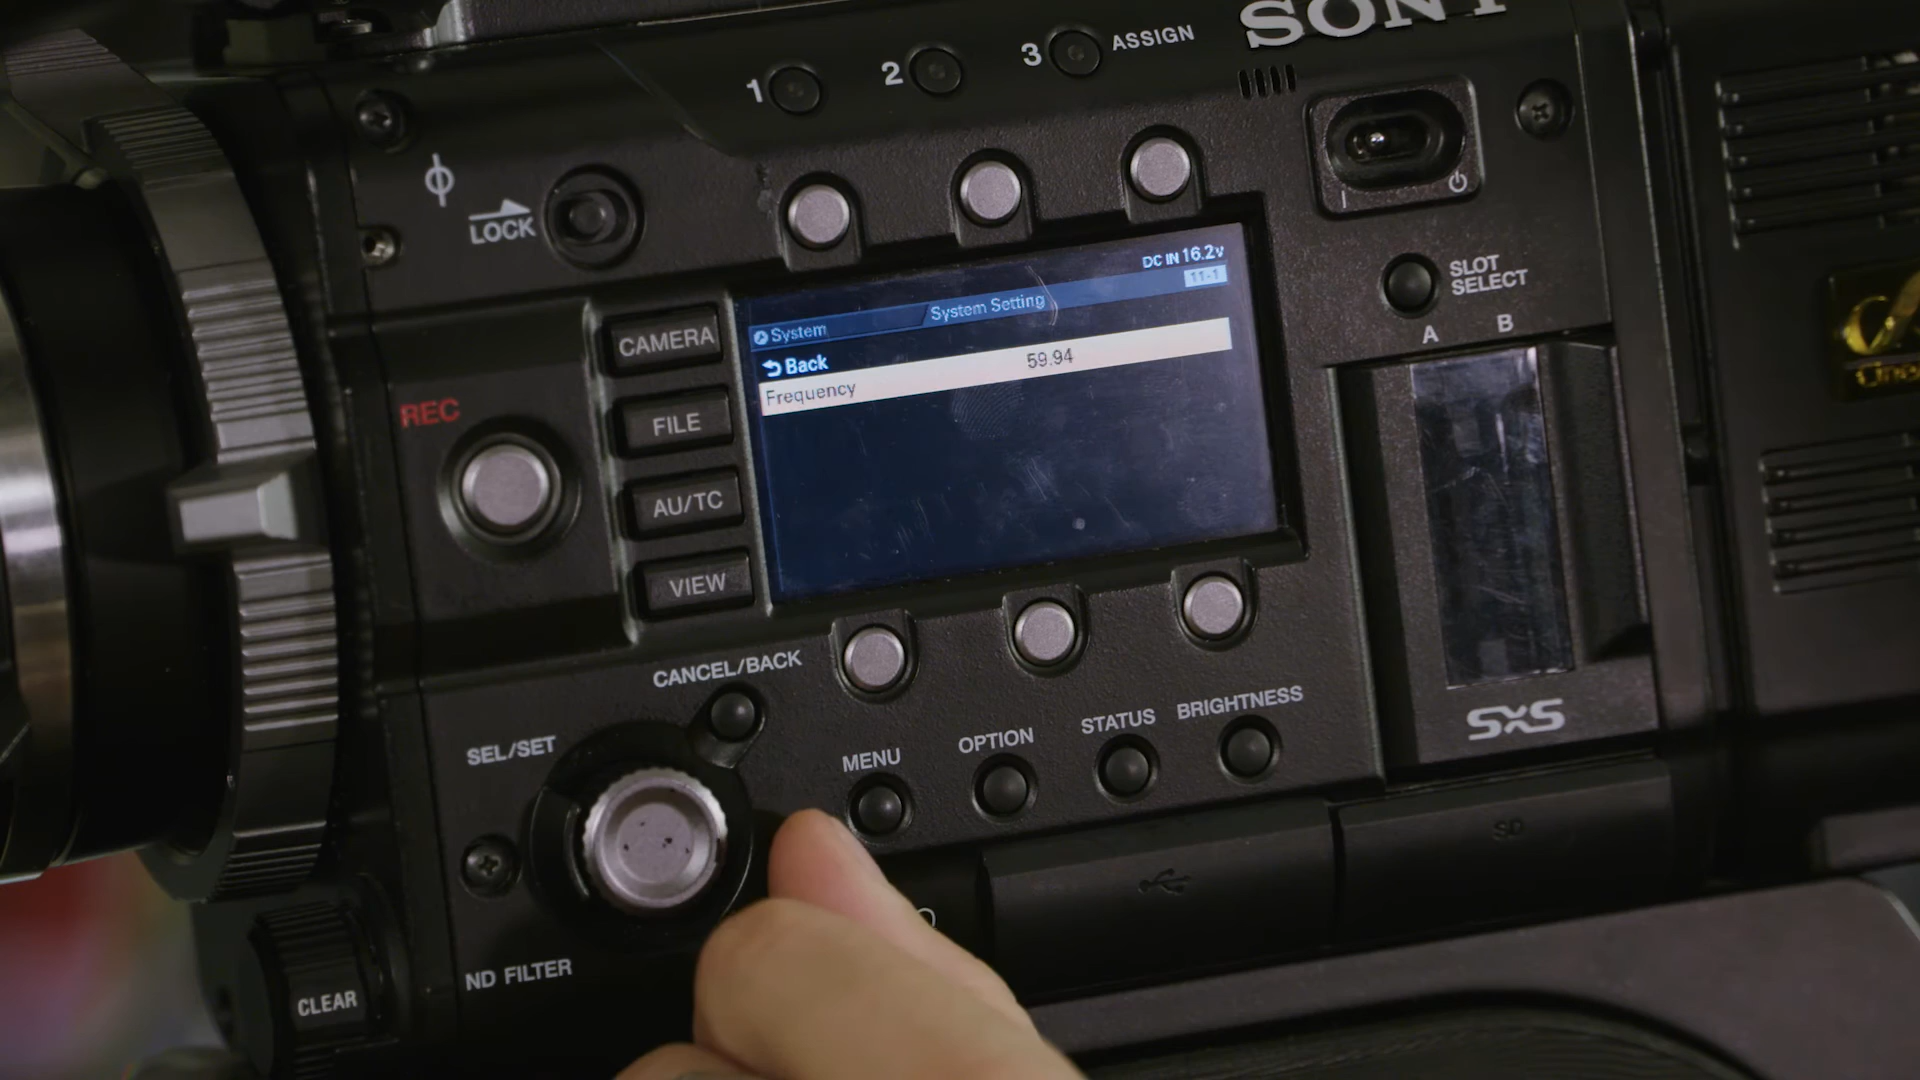 SONY
1 2 3 ASSIGN
LOCK
DC IN 16.2V
11-1
System System Setting
Back
Frequency 59.94
SLOT
SELECT
A B
CAMERA
FILE
AU/TC
VIEW
REC
CANCEL/BACK
SEL/SET
MENU
OPTION
STATUS
BRIGHTNESS
SXS
SD
ND FILTER
CLEAR